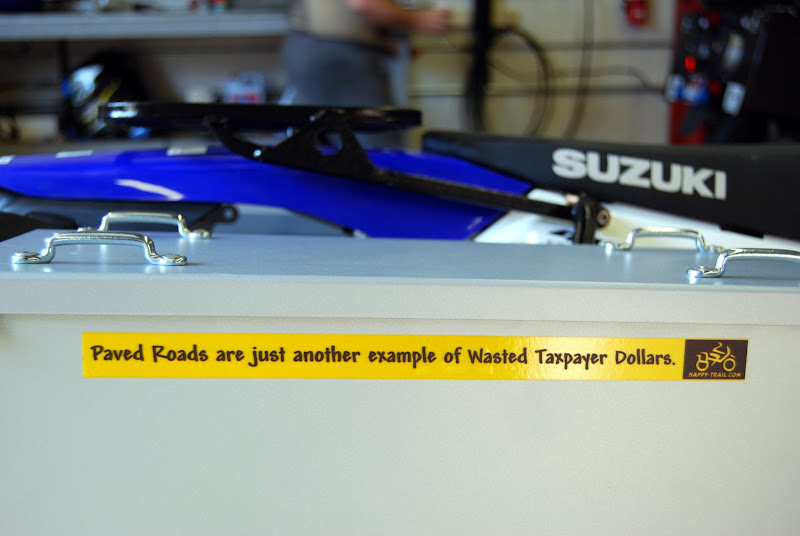 SUZUKI
Paved Roads are just another example of Wasted Taxpayer Dollars.
HAPPY-TRAIL.COM